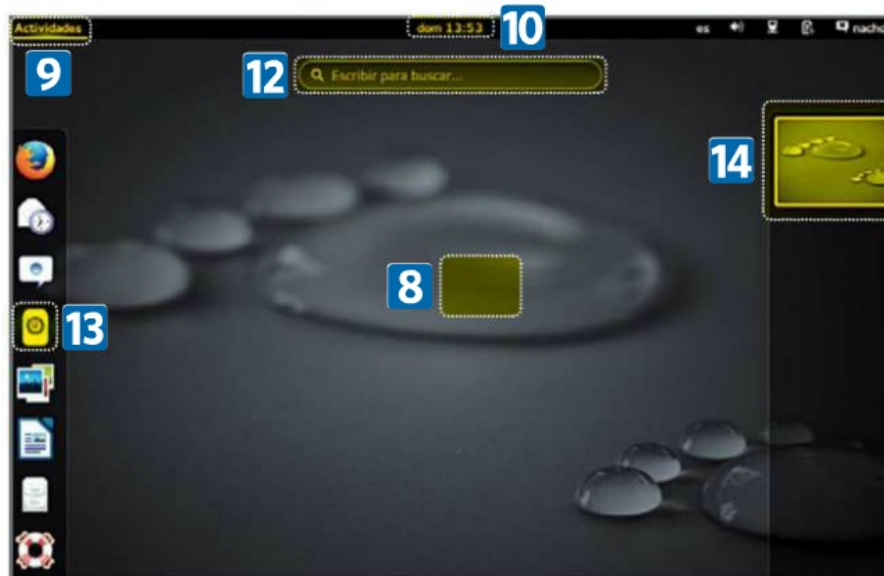 Actividades
dom 13:53
10
es
nacho
9
12
Escribir para buscar...
14
8
13